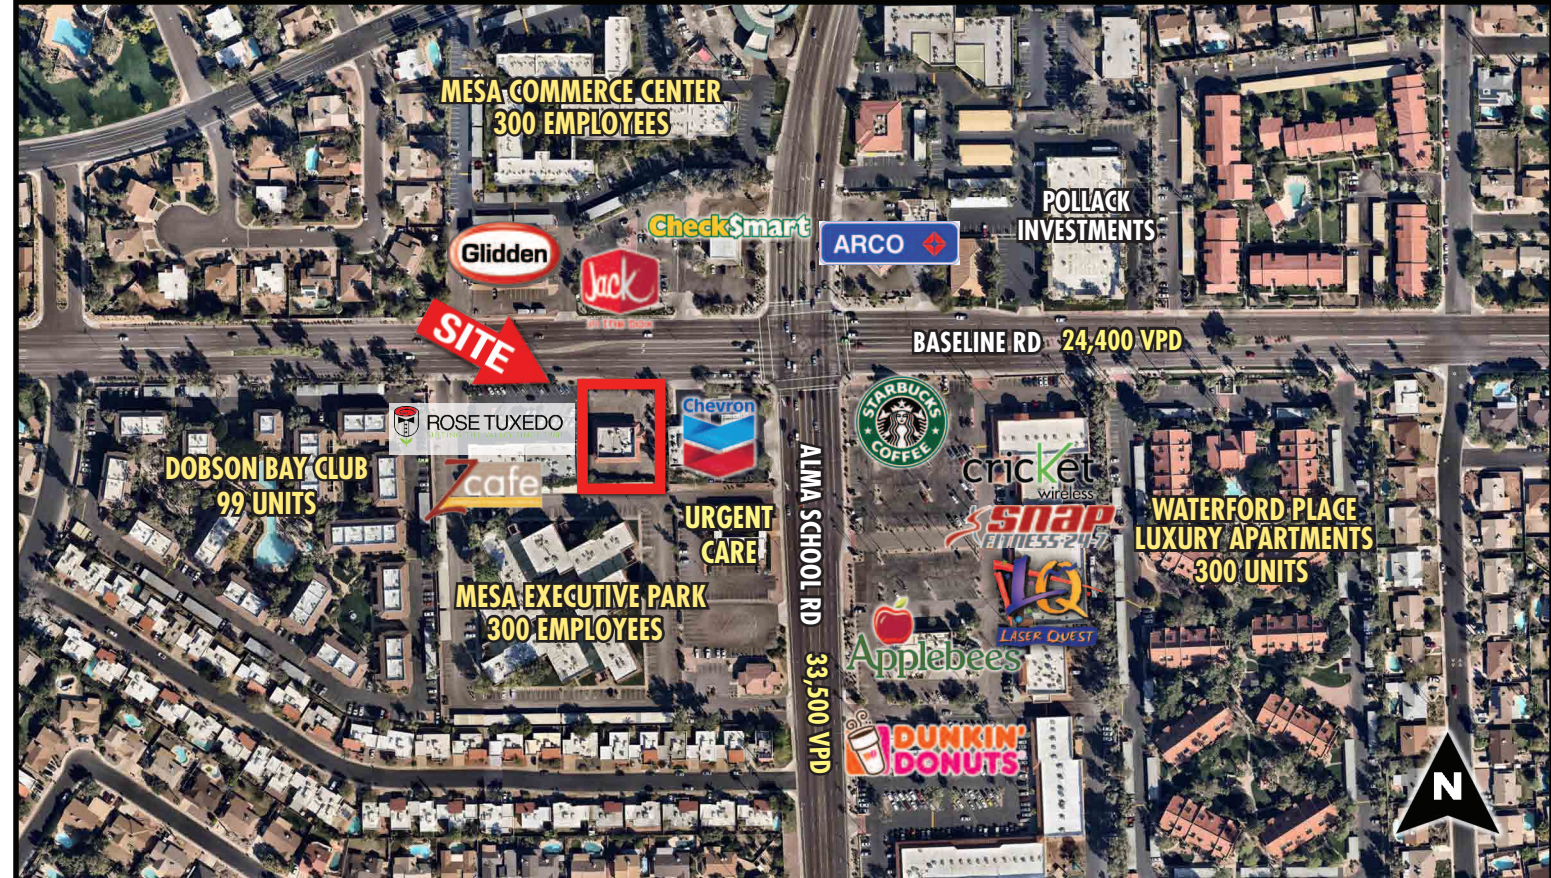 MESA COMMERCE CENTER
300 EMPLOYEES
POLLACK
INVESTMENTS
Check$mart
ARCO
Glidden
Jack
SITE
BASELINE RD 24,400 VPD
ROSE TUXEDO
Chevron
STARBUCKS
COFFEE
Zcafe
DOBSON BAY CLUB
99 UNITS
cricket
wireless
snap
FITNESS-24-7
URGENT
CARE
ALMA SCHOOL RD 33,500 VPD
WATERFORD PLACE
LUXURY APARTMENTS
300 UNITS
MESA EXECUTIVE PARK
300 EMPLOYEES
LQ
LASER QUEST
Applebees
DUNKIN'
DONUTS
N